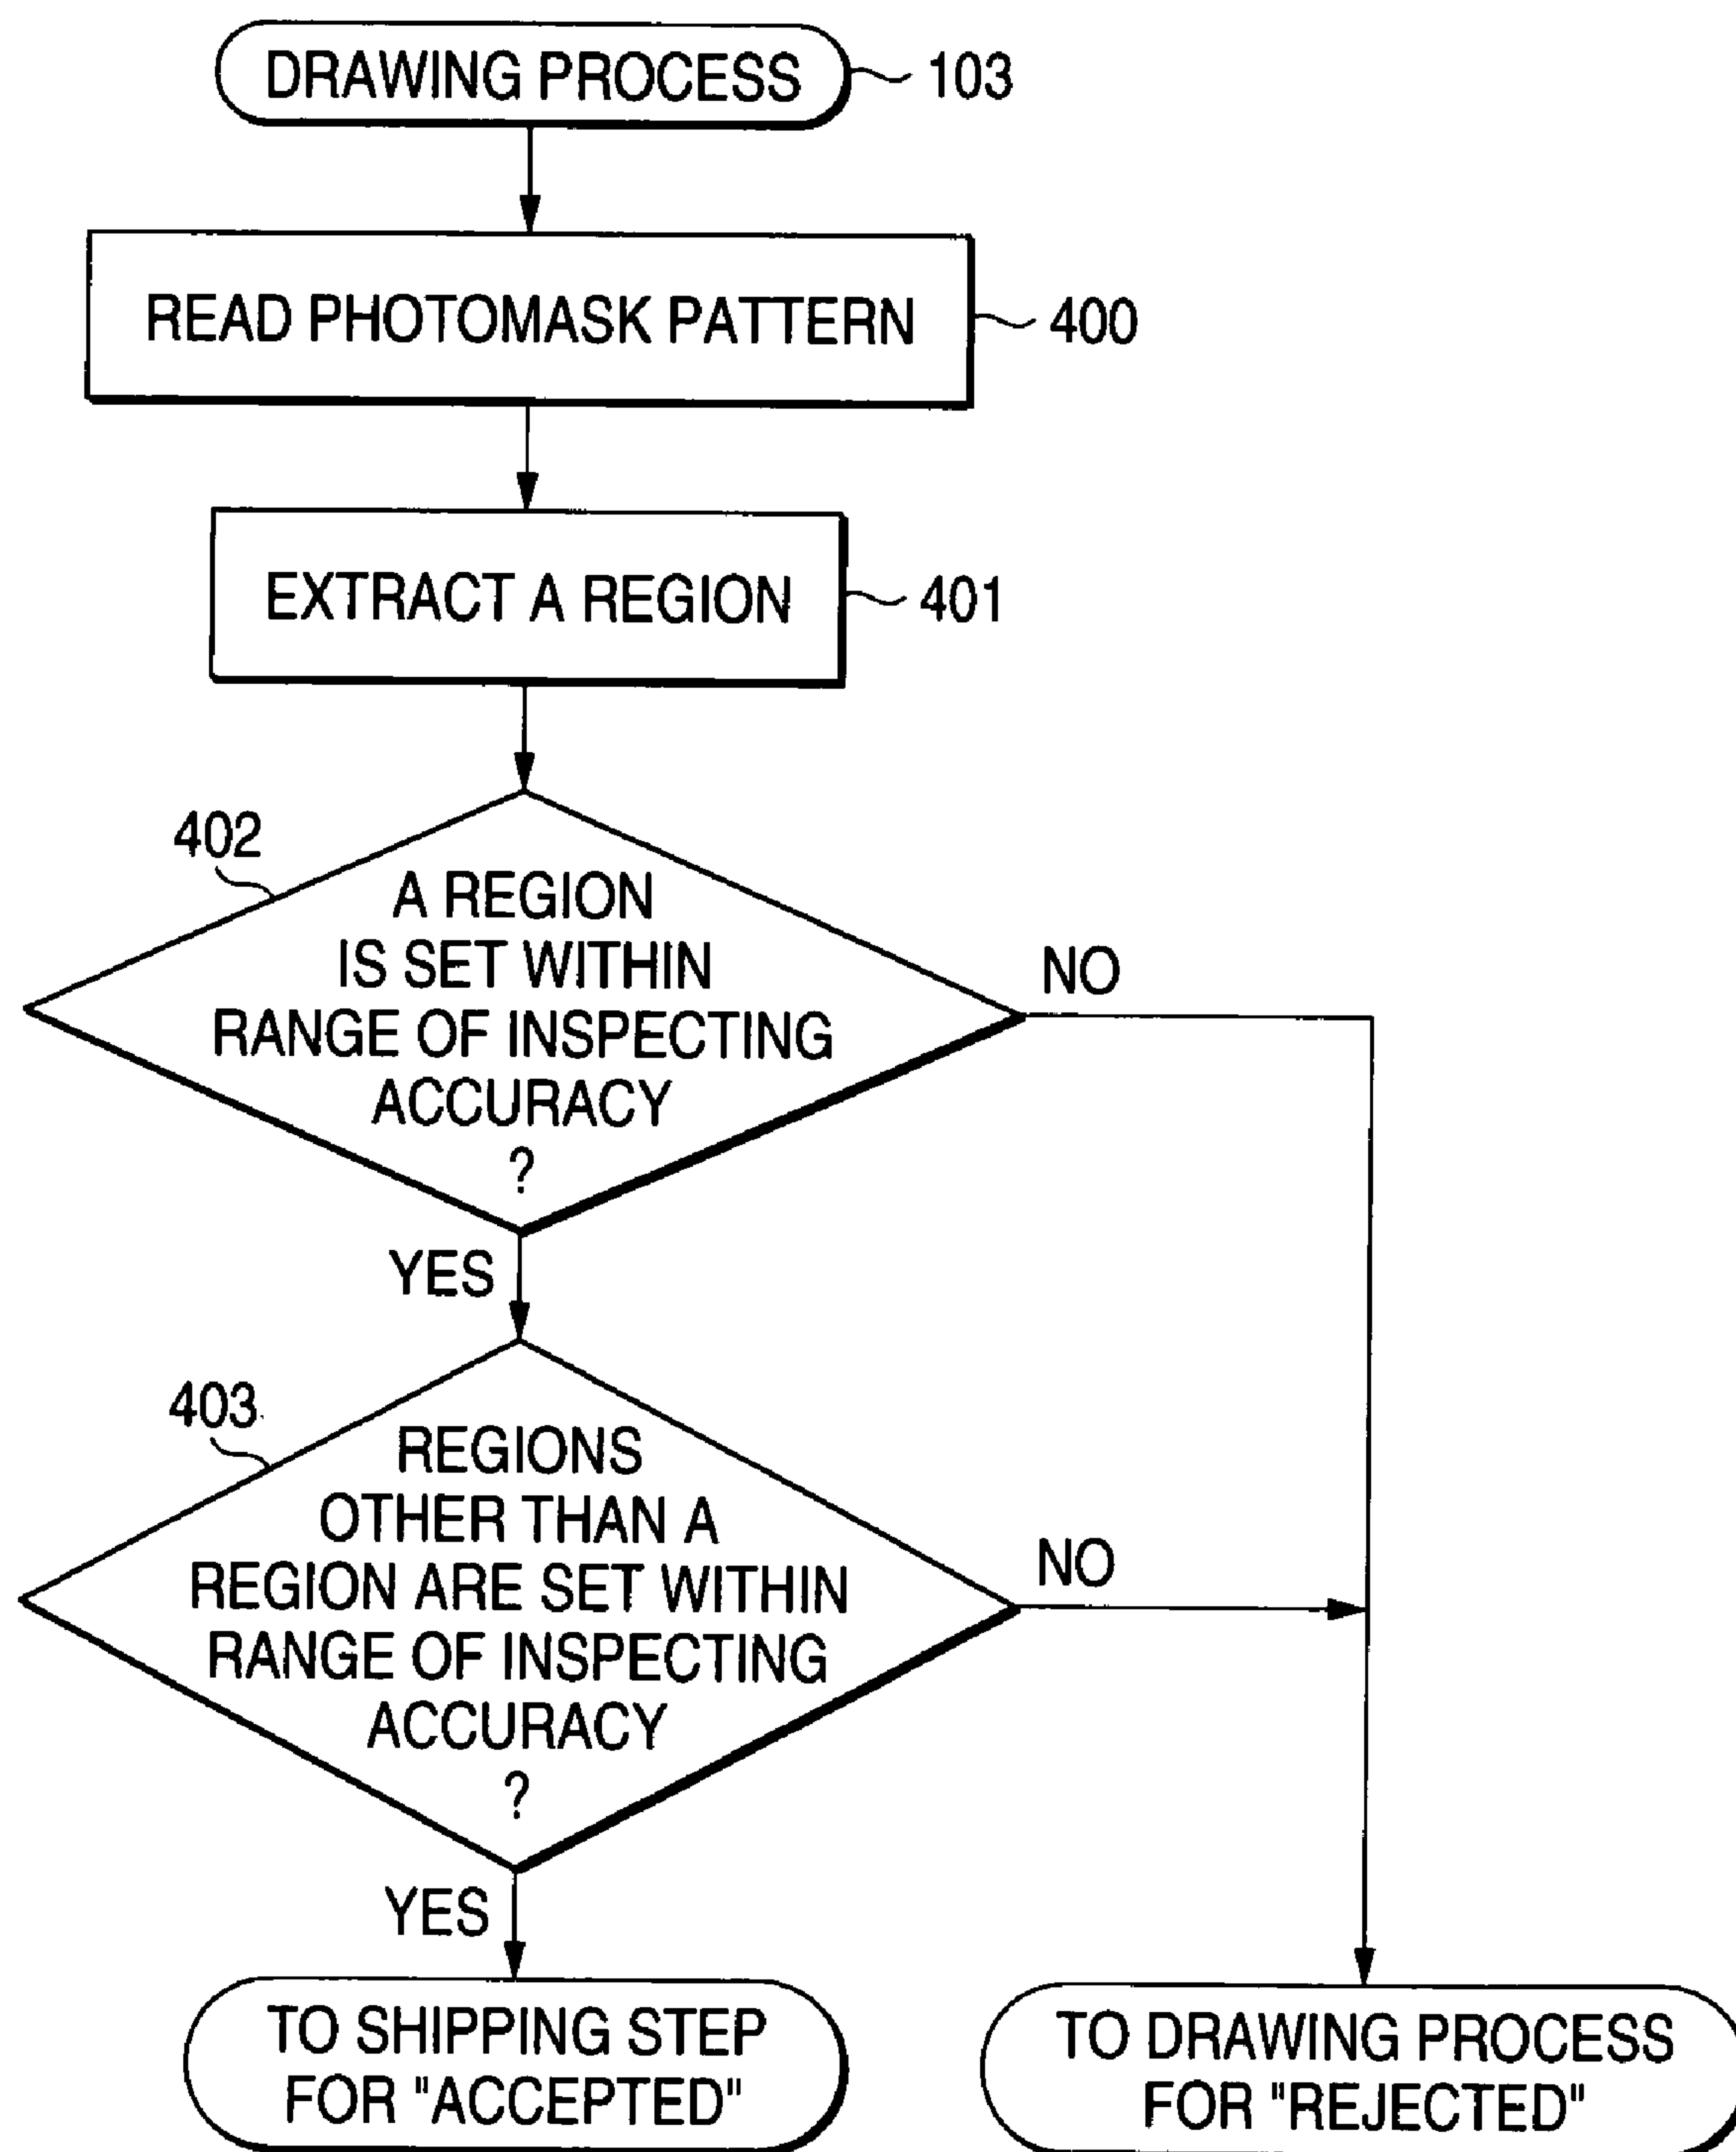 DRAWING PROCESS
103
READ PHOTOMASK PATTERN
400
EXTRACT A REGION
401
402
A REGION
IS SET WITHIN
RANGE OF INSPECTING
ACCURACY
?
NO
YES
403
REGIONS
OTHER THAN A
REGION ARE SET WITHIN
RANGE OF INSPECTING
ACCURACY
?
NO
YES
TO SHIPPING STEP
FOR "ACCEPTED"
TO DRAWING PROCESS
FOR "REJECTED"